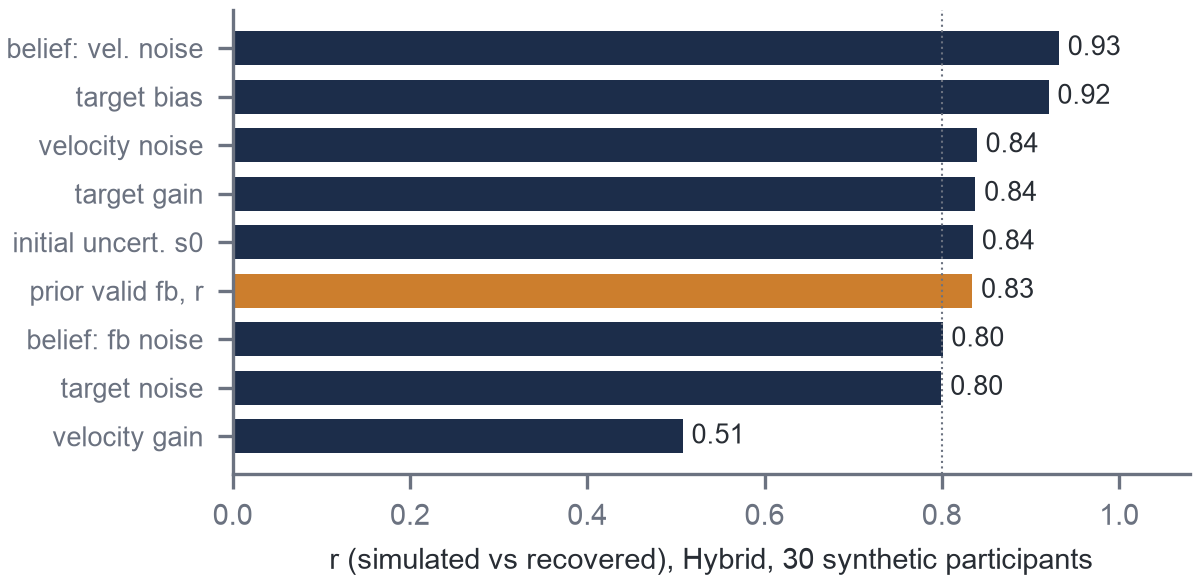 belief: vel. noise 0.93
target bias 0.92
velocity noise 0.84
target gain 0.84
initial uncert. s0 0.84
prior valid fb, r 0.83
belief: fb noise 0.80
target noise 0.80
velocity gain 0.51
0.0 0.2 0.4 0.6 0.8 1.0
r (simulated vs recovered), Hybrid, 30 synthetic participants